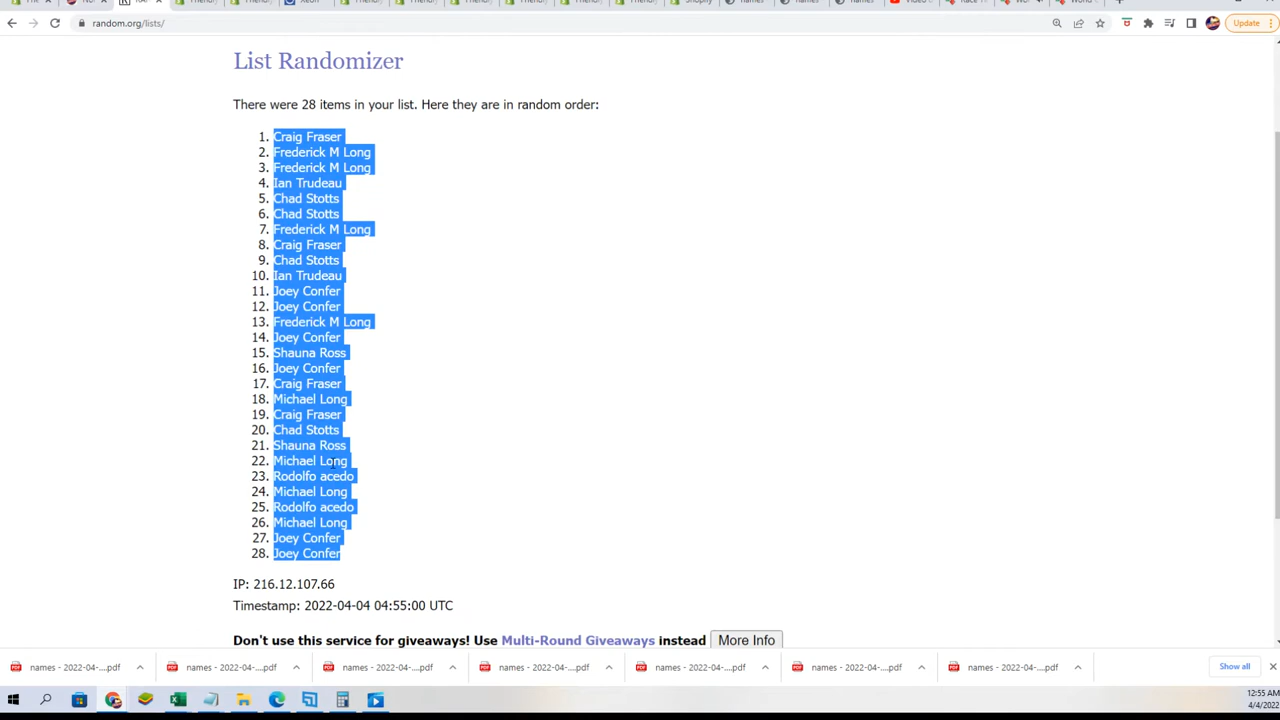 random.org/lists/
Update
List Randomizer
There were 28 items in your list. Here they are in random order:
1. Craig Fraser
2. Frederick M Long
3. Frederick M Long
4. Ian Trudeau
5. Chad Stotts
6. Chad Stotts
7. Frederick M Long
8. Craig Fraser
9. Chad Stotts
10. Ian Trudeau
11. Joey Confer
12. Joey Confer
13. Frederick M Long
14. Joey Confer
15. Shauna Ross
16. Joey Confer
17. Craig Fraser
18. Michael Long
19. Craig Fraser
20. Chad Stotts
21. Shauna Ross
22. Michael Long
23. Rodolfo acedo
24. Michael Long
25. Rodolfo acedo
26. Michael Long
27. Joey Confer
28. Joey Confer
IP: 216.12.107.66
Timestamp: 2022-04-04 04:55:00 UTC
Don't use this service for giveaways! Use Multi-Round Giveaways instead More Info
names - 2022-04-....pdf names - 2022-04-....pdf names - 2022-04-....pdf names - 2022-04-....pdf names - 2022-04-....pdf names - 2022-04-....pdf names - 2022-04-....pdf Show all
12:55 AM
4/4/2022